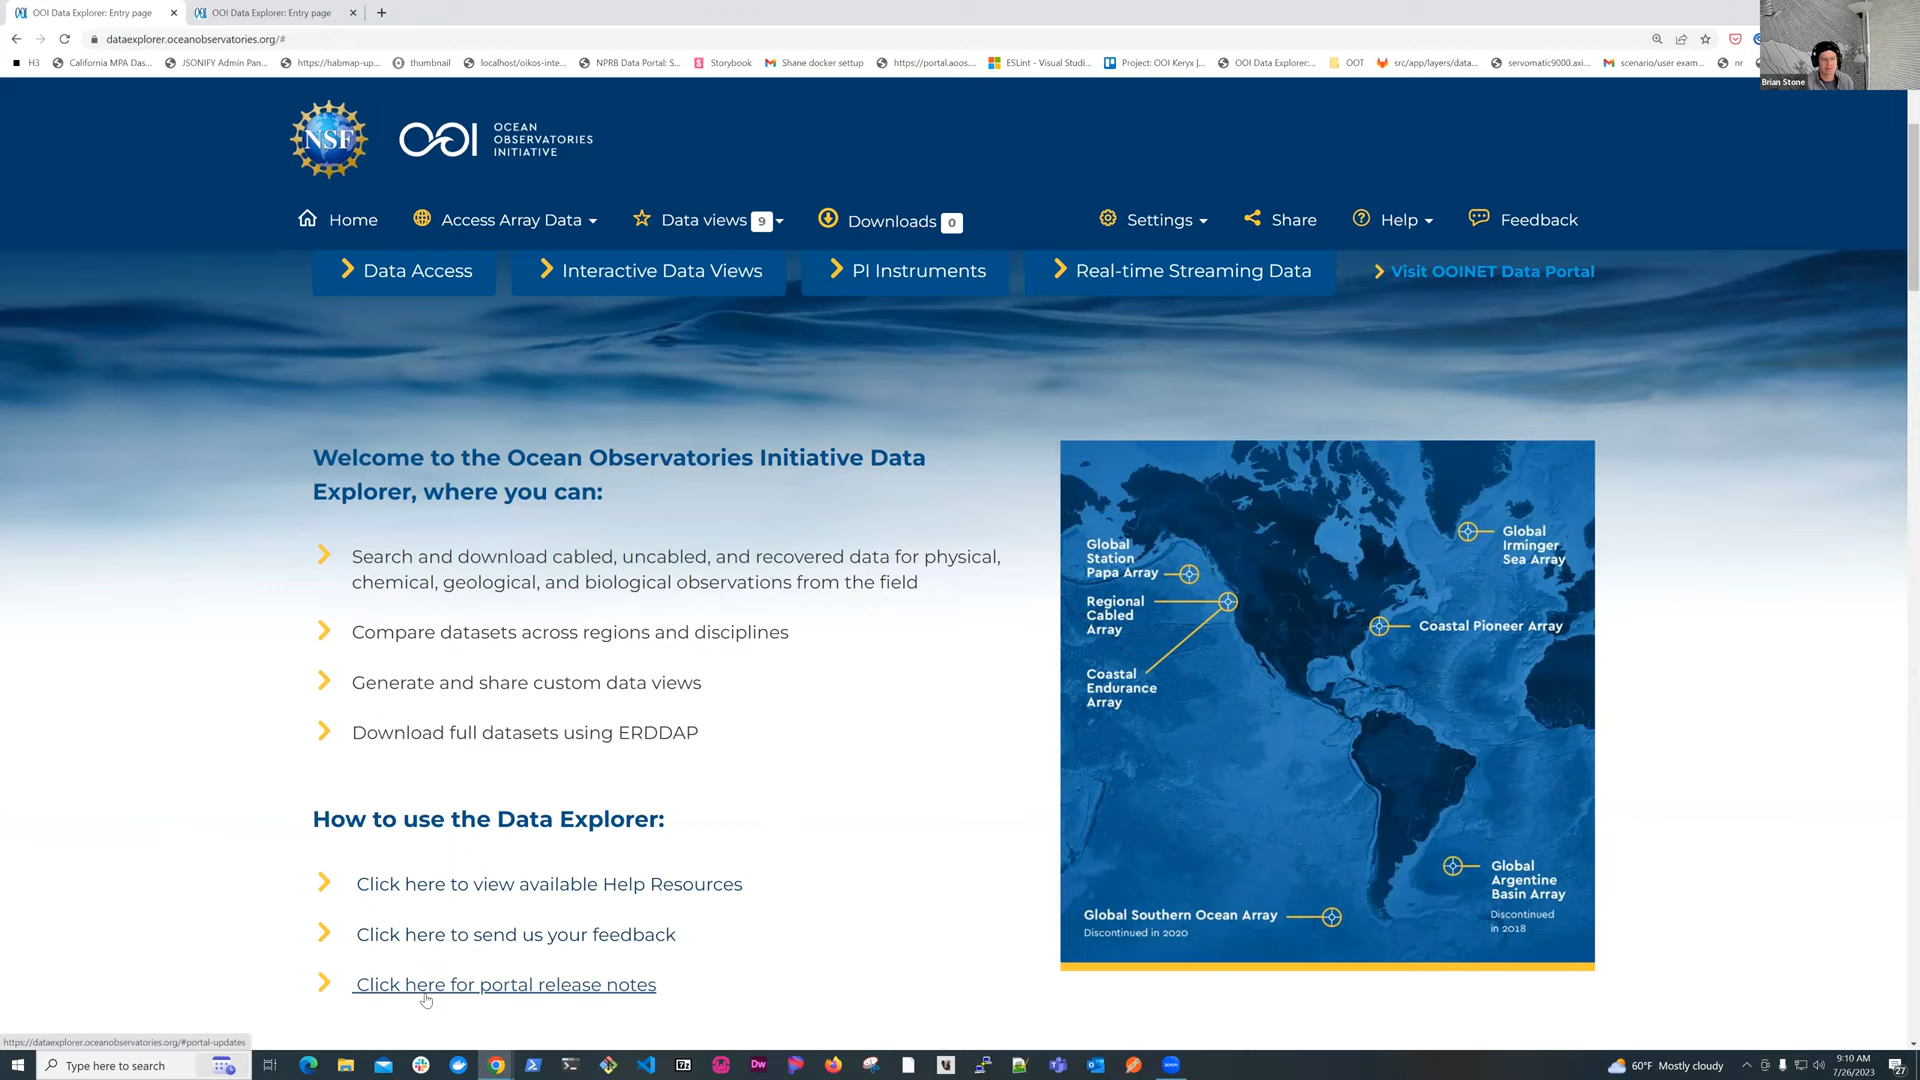 OOI Data Explorer: Entry page
OOI Data Explorer: Entry page
dataexplorer.oceanobservatories.org/#
H3
California MPA Das...
JSONIFY Admin Pan...
https://habmap-up...
thumbnail
localhost/oikos-inte...
NPRB Data Portal: S...
Storybook
Shane docker settup
https://portal.aoos....
ESLint - Visual Studi...
Project: OOI Keryx |...
OOI Data Explorer:...
OOT
src/app/layers/data...
servomatic9000.axi...
scenario/user exam...
nr
Brian Stone
NSF
OOI
OCEAN
OBSERVATORIES
INITIATIVE
Home
Access Array Data
Data views 9
Downloads 0
Settings
Share
Help
Feedback
Data Access
Interactive Data Views
PI Instruments
Real-time Streaming Data
Visit OOINET Data Portal
Welcome to the Ocean Observatories Initiative Data
Explorer, where you can:
Search and download cabled, uncabled, and recovered data for physical,
chemical, geological, and biological observations from the field
Compare datasets across regions and disciplines
Generate and share custom data views
Download full datasets using ERDDAP
How to use the Data Explorer:
Click here to view available Help Resources
Click here to send us your feedback
Click here for portal release notes
Global
Station
Papa Array
Regional
Cabled
Array
Coastal
Endurance
Array
Global
Irminger
Sea Array
Coastal Pioneer Array
Global
Argentine
Basin Array
Discontinued
in 2018
Global Southern Ocean Array
Discontinued in 2020
https://dataexplorer.oceanobservatories.org/#portal-updates
Type here to search
Dw
zoom
60°F Mostly cloudy
9:10 AM
7/26/2023
27